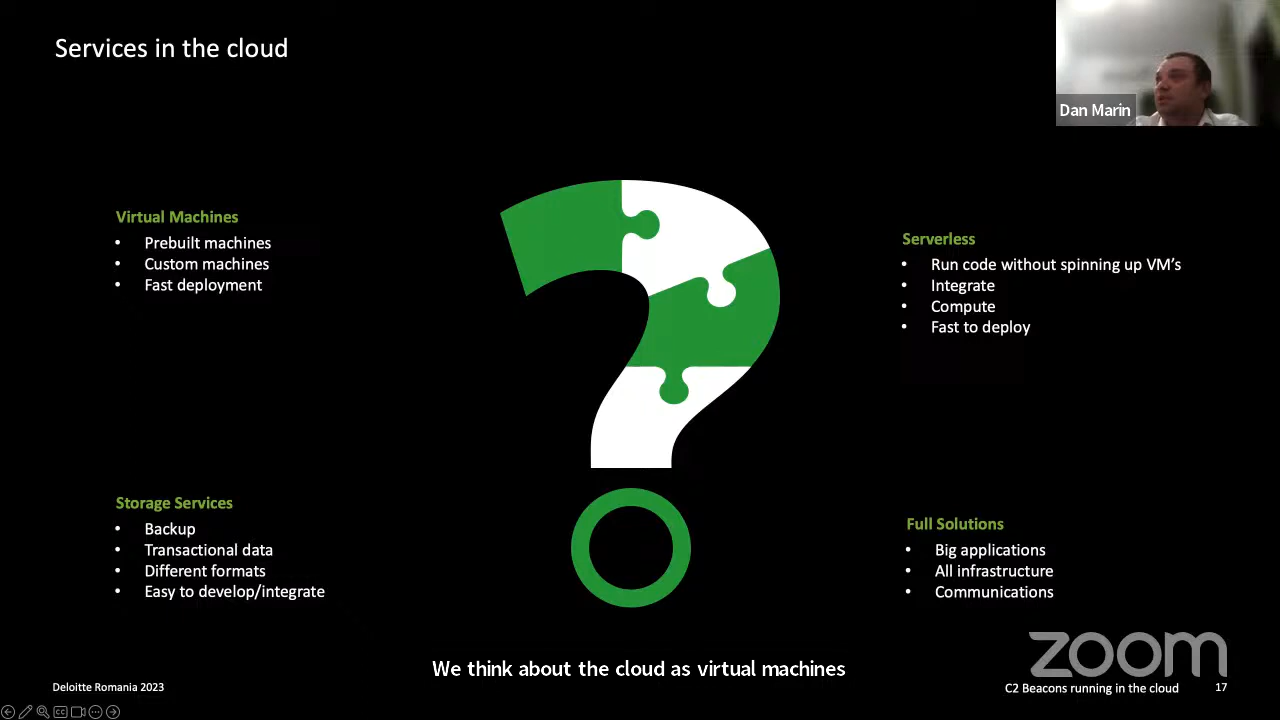 Services in the cloud
Dan Marin
Virtual Machines
• Prebuilt machines
• Custom machines
• Fast deployment
Serverless
• Run code without spinning up VM's
• Integrate
• Compute
• Fast to deploy
Storage Services
• Backup
• Transactional data
• Different formats
• Easy to develop/integrate
Full Solutions
• Big applications
• All infrastructure
• Communications
We think about the cloud as virtual machines
zoom
Deloitte Romania 2023
C2 Beacons running in the cloud 17
CC